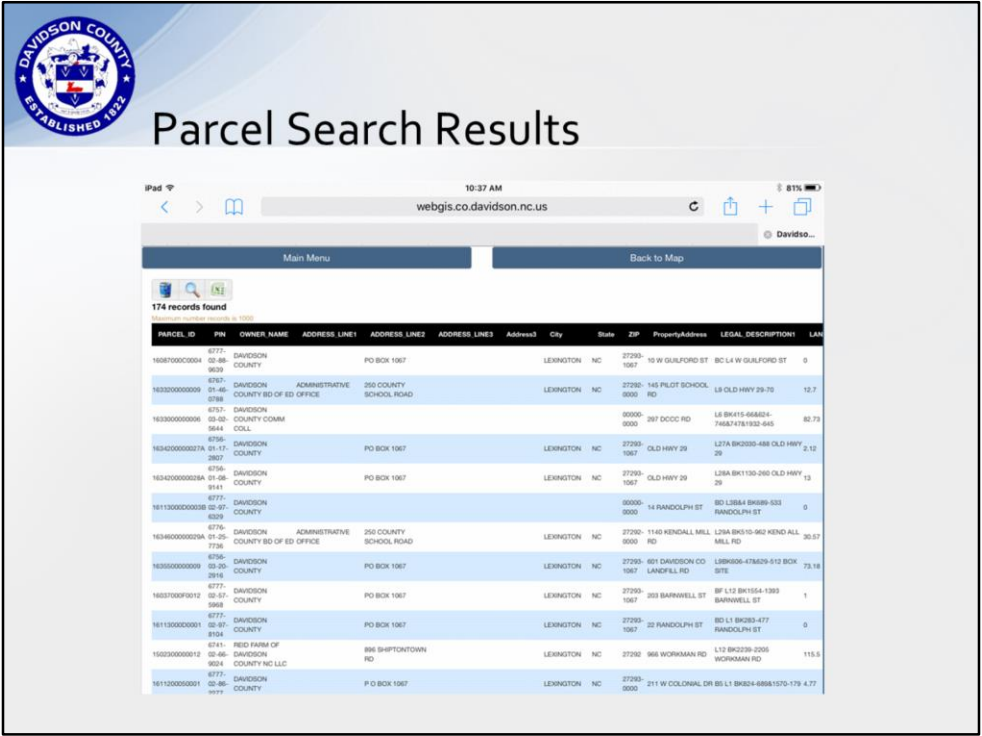 DAVIDSON COUNTY
ESTABLISHED 1822
Parcel Search Results
iPad 10:37 AM 81%
webgis.co.davidson.nc.us
Davidso...
Main Menu Back to Map
174 records found
Maximum number records is 1000
PARCEL_ID PIN OWNER_NAME ADDRESS_LINE1 ADDRESS_LINE2 ADDRESS_LINE3 Address3 City State ZIP PropertyAddress LEGAL_DESCRIPTION1 LAN
16087000C0004 6777-02-88-9639 DAVIDSON COUNTY PO BOX 1067 LEXINGTON NC 27293-1067 10 W GUILFORD ST BC L4 W GUILFORD ST 0
1633200000009 6767-01-46-0788 DAVIDSON COUNTY BD OF ED ADMINISTRATIVE OFFICE 250 COUNTY SCHOOL ROAD LEXINGTON NC 27292-0000 145 PILOT SCHOOL RD L9 OLD HWY 29-70 12.7
1633000000006 6757-03-02-5644 DAVIDSON COUNTY COMM COLL 00000-0000 297 DCCC RD L6 BK415-66&624-746&747&1932-645 82.73
1634200000027A 6756-01-17-2807 DAVIDSON COUNTY PO BOX 1067 LEXINGTON NC 27293-1067 OLD HWY 29 L27A BK2030-488 OLD HWY 29 2.12
1634200000028A 6756-01-08-9141 DAVIDSON COUNTY PO BOX 1067 LEXINGTON NC 27293-1067 OLD HWY 29 L28A BK1130-260 OLD HWY 29 13
16113000D0003B 6777-02-97-6329 DAVIDSON COUNTY 00000-0000 14 RANDOLPH ST BD L3B&4 BK689-533 RANDOLPH ST 0
1634600000029A 6776-01-25-7736 DAVIDSON COUNTY BD OF ED ADMINISTRATIVE OFFICE 250 COUNTY SCHOOL ROAD LEXINGTON NC 27292-0000 1140 KENDALL MILL RD L29A BK510-962 KEND ALL MILL RD 30.57
1635500000009 6756-03-20-2916 DAVIDSON COUNTY PO BOX 1067 LEXINGTON NC 27293-1067 601 DAVIDSON CO LANDFILL RD L9BK606-47&629-512 BOX SITE 73.18
16037000F0012 6777-02-57-5968 DAVIDSON COUNTY PO BOX 1067 LEXINGTON NC 27293-1067 203 BARNWELL ST BF L12 BK1554-1393 BARNWELL ST 1
16113000D0001 6777-02-97-8104 DAVIDSON COUNTY PO BOX 1067 LEXINGTON NC 27293-1067 22 RANDOLPH ST BD L1 BK283-477 RANDOLPH ST 0
1502300000012 6741-02-66-9024 REID FARM OF DAVIDSON COUNTY NC LLC 896 SHIPTONTOWN RD LEXINGTON NC 27292 966 WORKMAN RD L12 BK2239-2205 WORKMAN RD 115.5
1611200050001 6777-02-86- DAVIDSON COUNTY P O BOX 1067 LEXINGTON NC 27293-0000 211 W COLONIAL DR B5 L1 BK824-689&1570-179 4.77